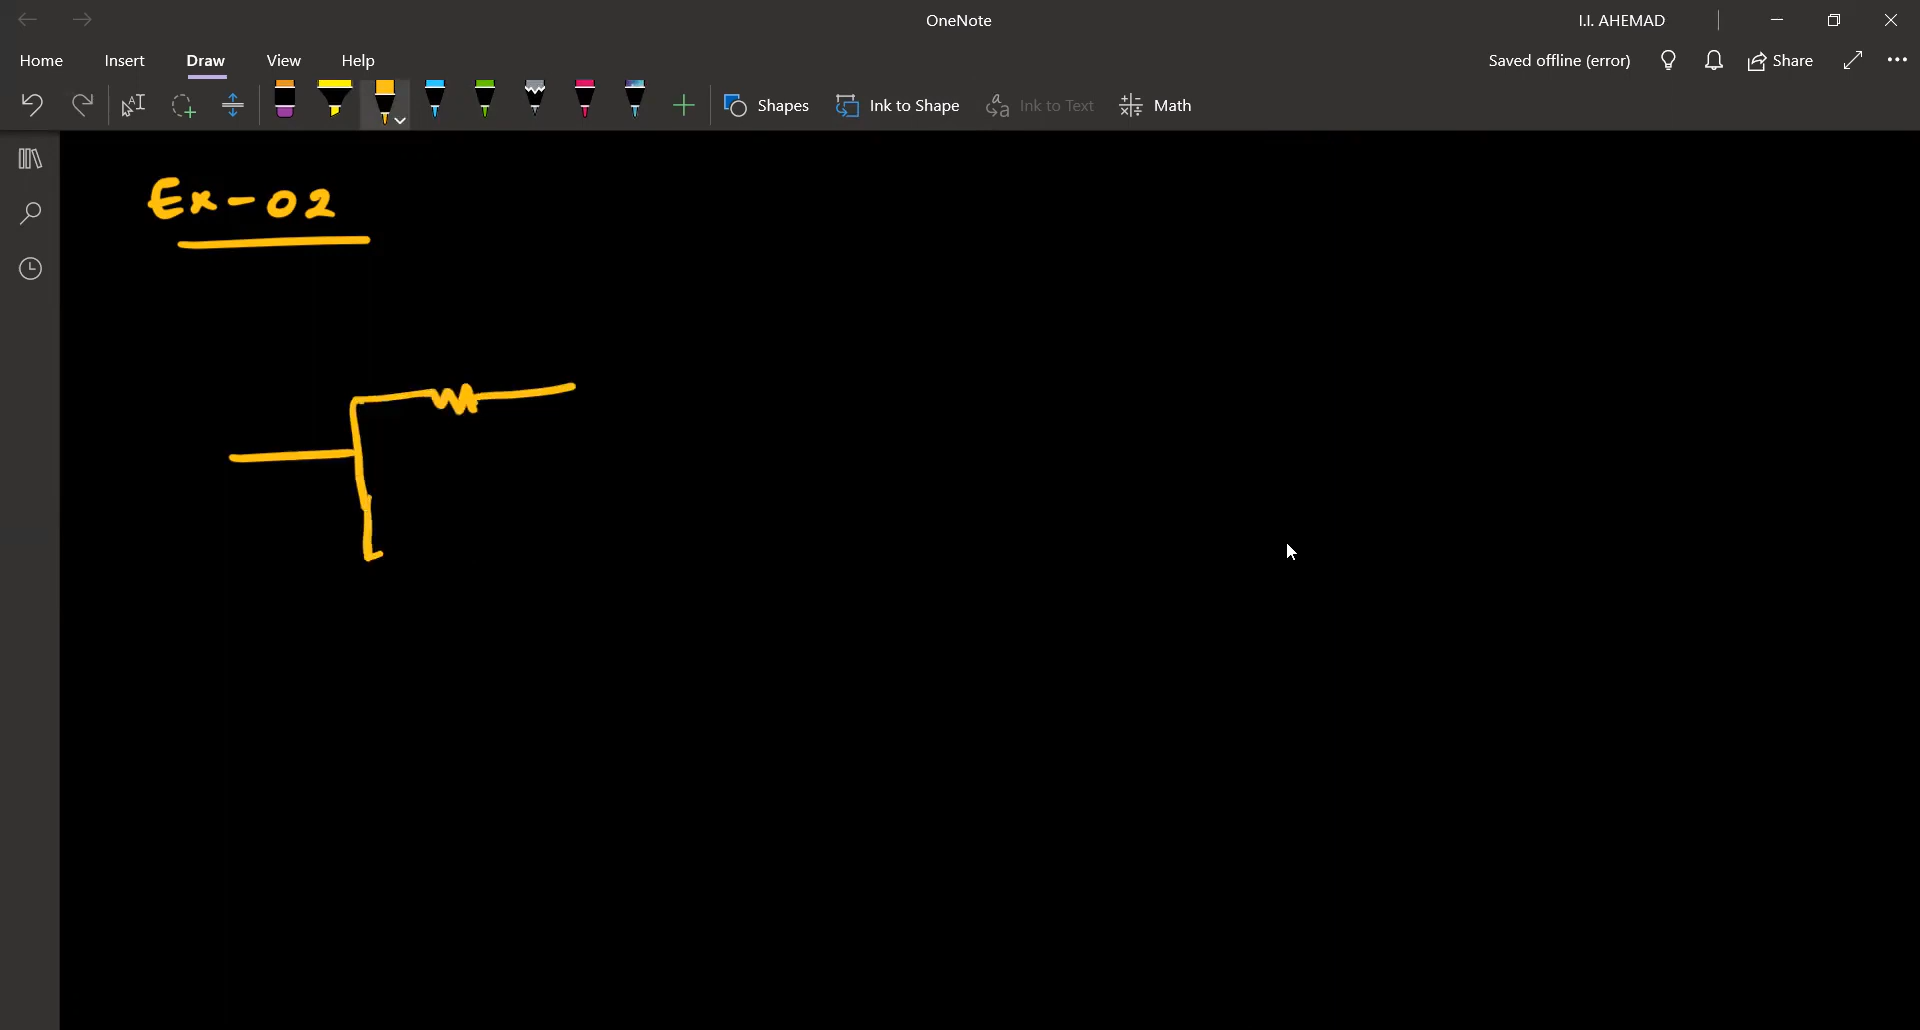 OneNote
I.I. AHEMAD
Home Insert Draw View Help
Saved offline (error) Share
Shapes Ink to Shape Ink to Text Math
Ex-02